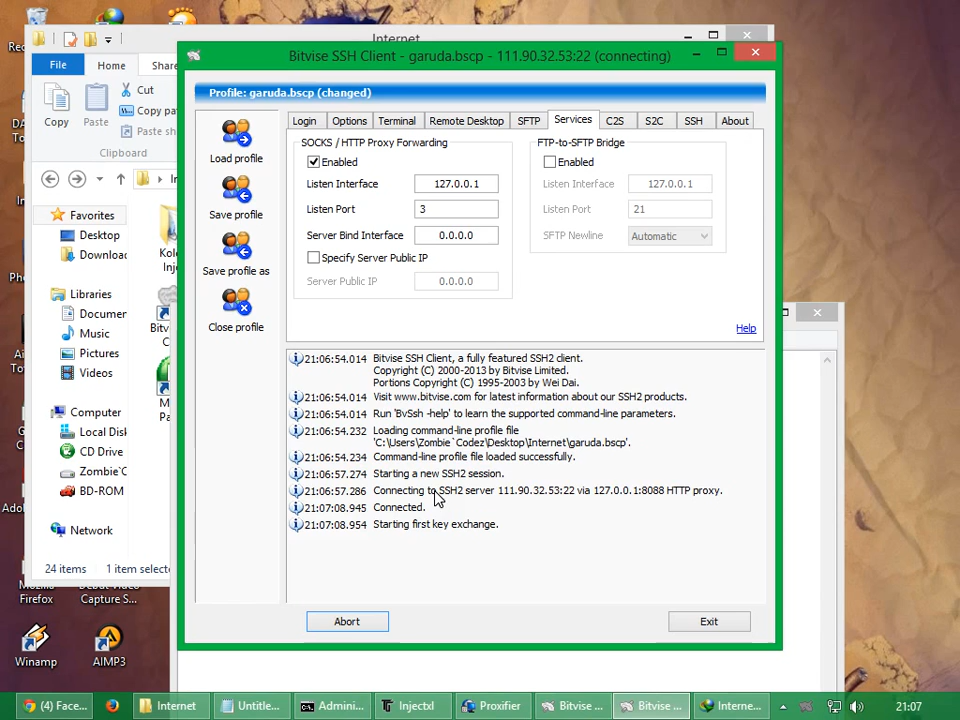 Internet
File
Home
Share
Copy
Paste
Cut
Copy pa
Paste sh
Clipboard
Favorites
Desktop
Libraries
Music
Pictures
Videos
Computer
Local Disk
CD Drive
BD-ROM
Network
24 items
1 item selecte
Bitvise SSH Client - garuda.bscp - 111.90.32.53:22 (connecting)
Profile: garuda.bscp (changed)
Load profile
Save profile
Save profile as
Close profile
Login
Options
Terminal
Remote Desktop
SFTP
Services
C2S
S2C
SSH
About
SOCKS / HTTP Proxy Forwarding
Enabled
Listen Interface
127.0.0.1
Listen Port
3
Server Bind Interface
0.0.0.0
Specify Server Public IP
Server Public IP
0.0.0.0
FTP-to-SFTP Bridge
Enabled
Listen Interface
127.0.0.1
Listen Port
21
SFTP Newline
Automatic
Help
21:06:54.014 Bitvise SSH Client, a fully featured SSH2 client.
Copyright (C) 2000-2013 by Bitvise Limited.
Portions Copyright (C) 1995-2003 by Wei Dai.
21:06:54.014 Visit www.bitvise.com for latest information about our SSH2 products.
21:06:54.014 Run 'BvSsh -help' to learn the supported command-line parameters.
21:06:54.232 Loading command-line profile file
'C:\Users\Zombie`Codez\Desktop\Internet\garuda.bscp'.
21:06:54.234 Command-line profile file loaded successfully.
21:06:57.274 Starting a new SSH2 session.
21:06:57.286 Connecting to SSH2 server 111.90.32.53:22 via 127.0.0.1:8088 HTTP proxy.
21:07:08.945 Connected.
21:07:08.954 Starting first key exchange.
Abort
Exit
Firefox
Capture S...
Winamp
AIMP3
(4) Face...
Internet
Untitle...
Admini...
Injectxl
Proxifier
Bitvise ...
Bitvise ...
Interne...
21:07